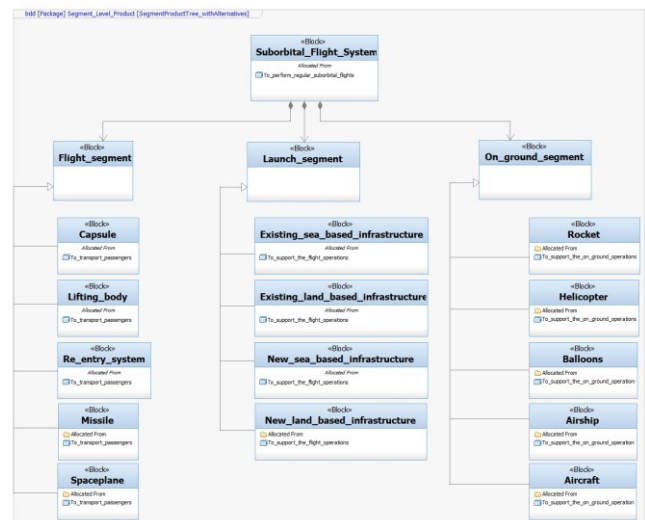 bdd [Package] Segment_Level_Product [SegmentProductTree_withAlternatives]
«Block»
Suborbital_Flight_System
Allocated From
To_perform_regular_suborbital_flights
«Block»
Flight_segment
«Block»
Launch_segment
«Block»
On_ground_segment
«Block»
Capsule
Allocated From
To_transport_passengers
«Block»
Lifting_body
Allocated From
To_transport_passengers
«Block»
Re_entry_system
Allocated From
To_transport_passengers
«Block»
Missile
Allocated From
To_transport_passengers
«Block»
Spaceplane
Allocated From
To_transport_passengers
«Block»
Existing_sea_based_infrastructure
Allocated From
To_support_the_flight_operations
«Block»
Existing_land_based_infrastructure
Allocated From
To_support_the_flight_operations
«Block»
New_sea_based_infrastructure
Allocated From
To_support_the_flight_operations
«Block»
New_land_based_infrastructure
Allocated From
To_support_the_flight_operations
«Block»
Rocket
Allocated From
To_support_the_on_ground_operations
«Block»
Helicopter
Allocated From
To_support_the_on_ground_operations
«Block»
Balloons
Allocated From
To_support_the_on_ground_operation
«Block»
Airship
Allocated From
To_support_the_on_ground_operation
«Block»
Aircraft
Allocated From
To_support_the_on_ground_operation